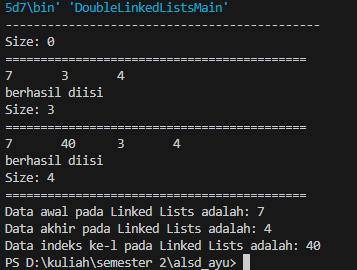 5d7\bin' 'DoubleLinkedListsMain'
------------------------------------------
Size: 0
==========================================
7 3 4
berhasil diisi
Size: 3
==========================================
7 40 3 4
berhasil diisi
Size: 4
==========================================
Data awal pada Linked Lists adalah: 7
Data akhir pada Linked Lists adalah: 4
Data indeks ke-l pada Linked Lists adalah: 40
PS D:\kuliah\semester 2\alsd_ayu>